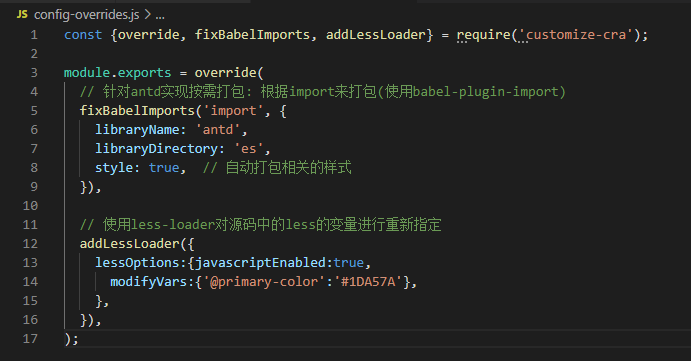 JS config-overrides.js > ...
1 const {override, fixBabelImports, addLessLoader} = require('customize-cra');
2
3 module.exports = override(
4 // 针对antd实现按需打包: 根据import来打包(使用babel-plugin-import)
5 fixBabelImports('import', {
6 libraryName: 'antd',
7 libraryDirectory: 'es',
8 style: true,  // 自动打包相关的样式
9 }),
10
11 // 使用less-loader对源码中的less的变量进行重新指定
12 addLessLoader({
13 lessOptions:{javascriptEnabled:true,
14 modifyVars:{'@primary-color':'#1DA57A'},
15 },
16 }),
17 );